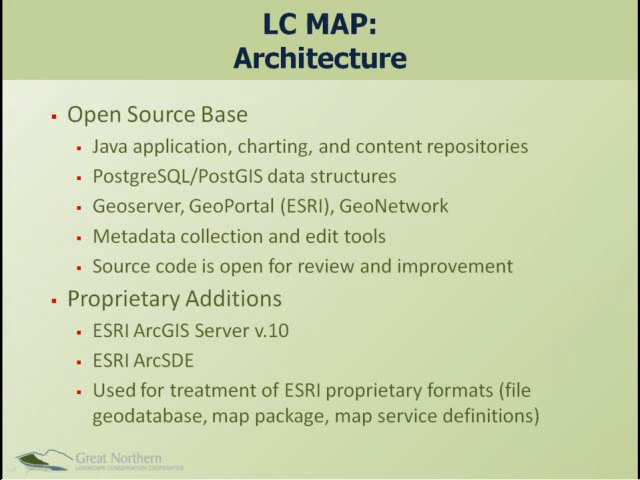 LC MAP:
Architecture
Open Source Base
Java application, charting, and content repositories
PostgreSQL/PostGIS data structures
Geoserver, GeoPortal (ESRI), GeoNetwork
Metadata collection and edit tools
Source code is open for review and improvement
Proprietary Additions
ESRI ArcGIS Server v.10
ESRI ArcSDE
Used for treatment of ESRI proprietary formats (file
geodatabase, map package, map service definitions)
Great Northern
LANDSCAPE CONSERVATION COOPERATIVE